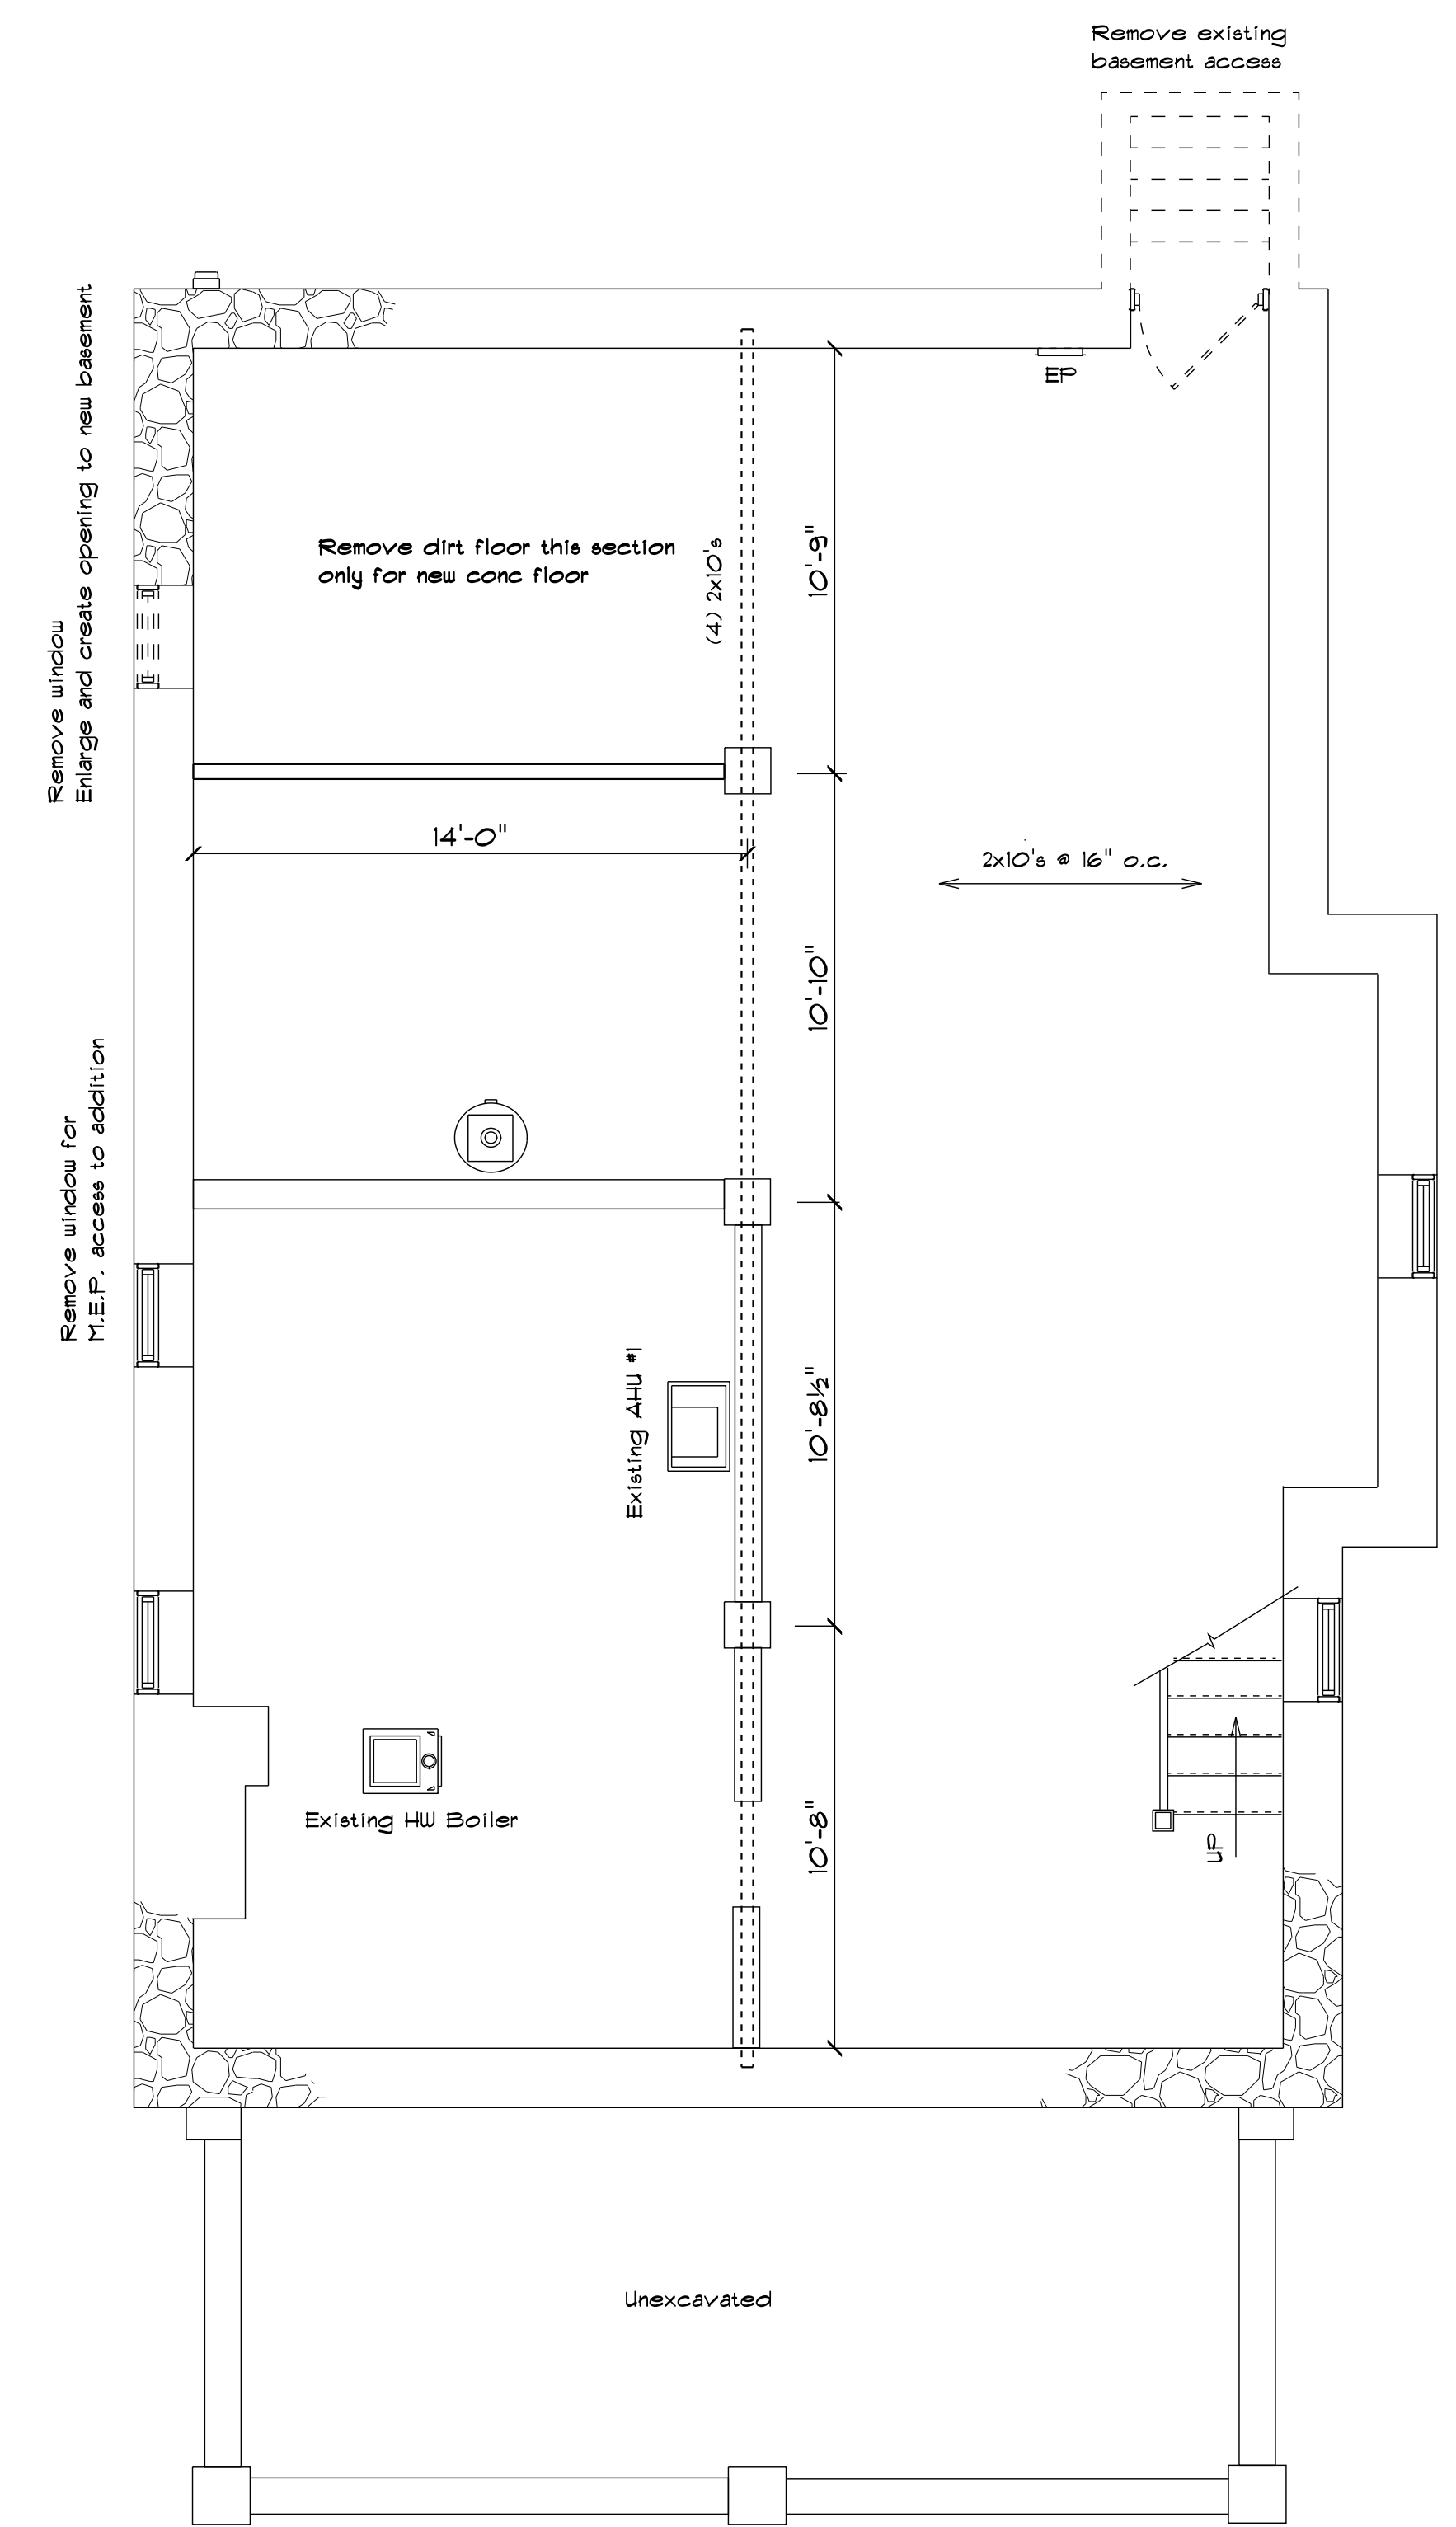 Remove existing
basement access
EP
Remove window
Enlarge and create opening to new basement
Remove dirt floor this section
only for new conc floor
(4) 2x10's
10'-9"
14'-0"
2x10's @ 16" o.c.
10'-10"
Remove window for
M.E.P. access to addition
Existing AHU #1
10'-8½"
Existing HW Boiler
10'-8"
UP
Unexcavated